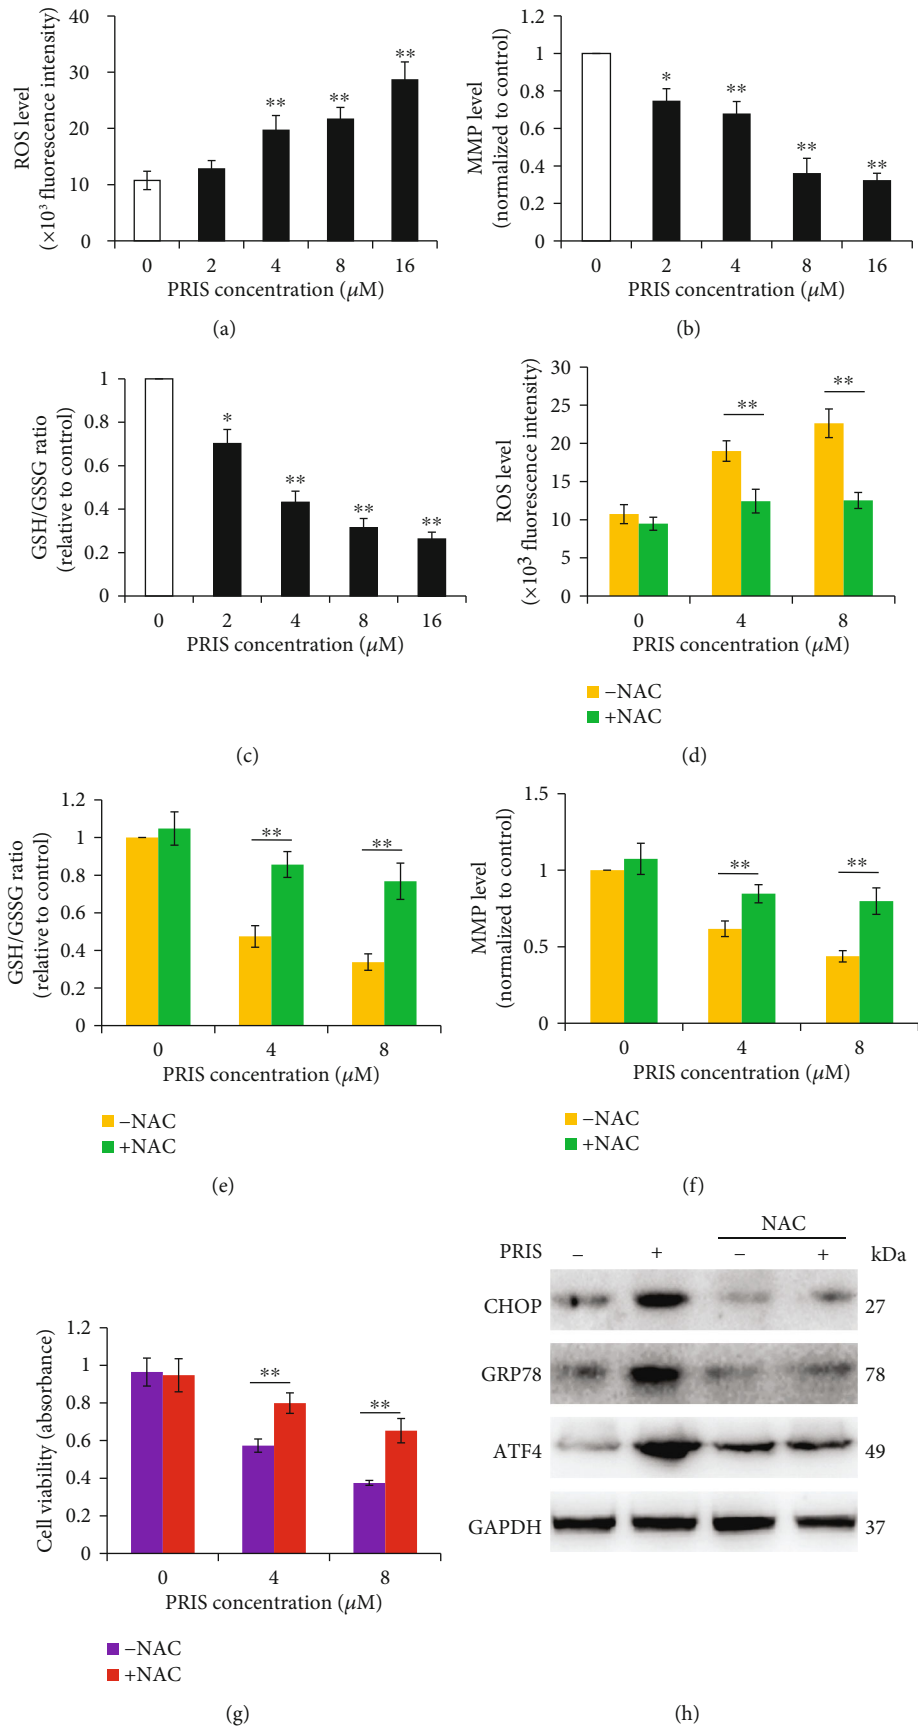 ROS level
(×10³ fluorescence intensity)
40
30
20
10
0
**
**
**
0 2 4 8 16
PRIS concentration (μM)
(a)
MMP level
(normalized to control)
1.2
1
0.8
0.6
0.4
0.2
0
*
**
**
**
0 2 4 8 16
PRIS concentration (μM)
(b)
GSH/GSSG ratio
(relative to control)
1
0.8
0.6
0.4
0.2
0
*
**
**
**
0 2 4 8 16
PRIS concentration (μM)
(c)
ROS level
(×10³ fluorescence intensity)
30
25
20
15
10
5
0
**
**
0 4 8
PRIS concentration (μM)
−NAC
+NAC
(d)
GSH/GSSG ratio
(relative to control)
1.2
1
0.8
0.6
0.4
0.2
0
**
**
0 4 8
PRIS concentration (μM)
−NAC
+NAC
(e)
MMP level
(normalized to control)
1.5
1
0.5
0
**
**
0 4 8
PRIS concentration (μM)
−NAC
+NAC
(f)
Cell viability (absorbance)
1.2
1
0.8
0.6
0.4
0.2
0
**
**
0 4 8
PRIS concentration (μM)
−NAC
+NAC
(g)
NAC
PRIS − + − + kDa
CHOP 27
GRP78 78
ATF4 49
GAPDH 37
(h)